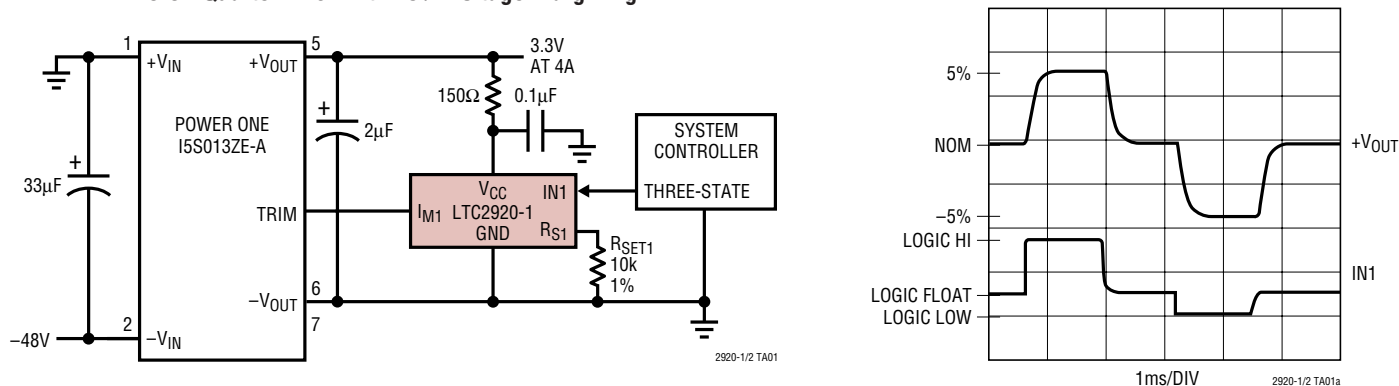 1
+VIN
5
+VOUT
3.3V
AT 4A
150Ω
0.1µF
POWER ONE
I5S013ZE-A
+
2µF
SYSTEM
CONTROLLER
THREE-STATE
+
33µF
TRIM
VCC
IN1
IM1
LTC2920-1
GND
RS1
RSET1
10k
1%
6
–VOUT
7
2
–VIN
–48V
2920-1/2 TA01
5%
NOM
+VOUT
–5%
LOGIC HI
IN1
LOGIC FLOAT
LOGIC LOW
1ms/DIV
2920-1/2 TA01a